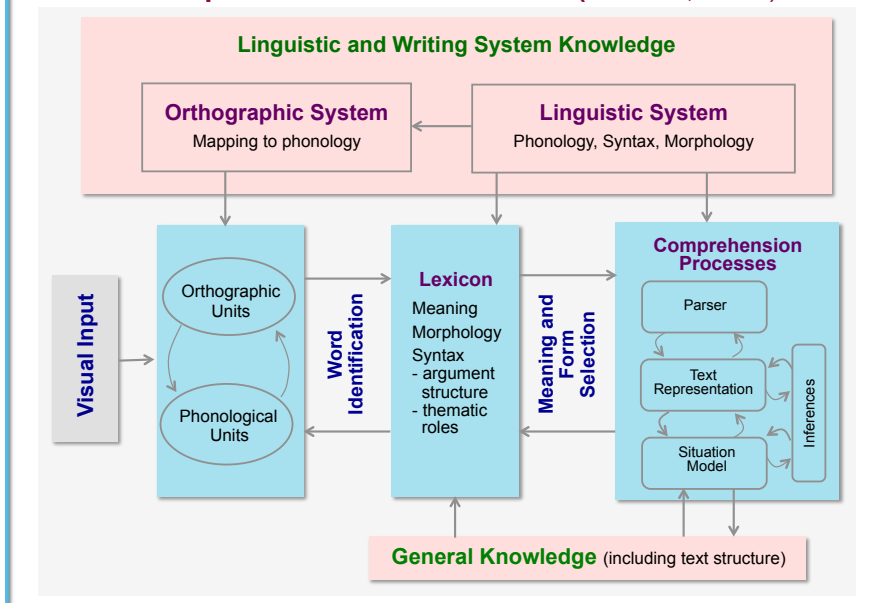 Linguistic and Writing System Knowledge
Orthographic System
Mapping to phonology
Linguistic System
Phonology, Syntax, Morphology
Visual Input
Orthographic
Units
Phonological
Units
Word
Identification
Lexicon
Meaning
Morphology
Syntax
- argument
structure
- thematic
roles
Meaning and
Form
Selection
Comprehension
Processes
Parser
Text
Representation
Situation
Model
Inferences
General Knowledge (including text structure)